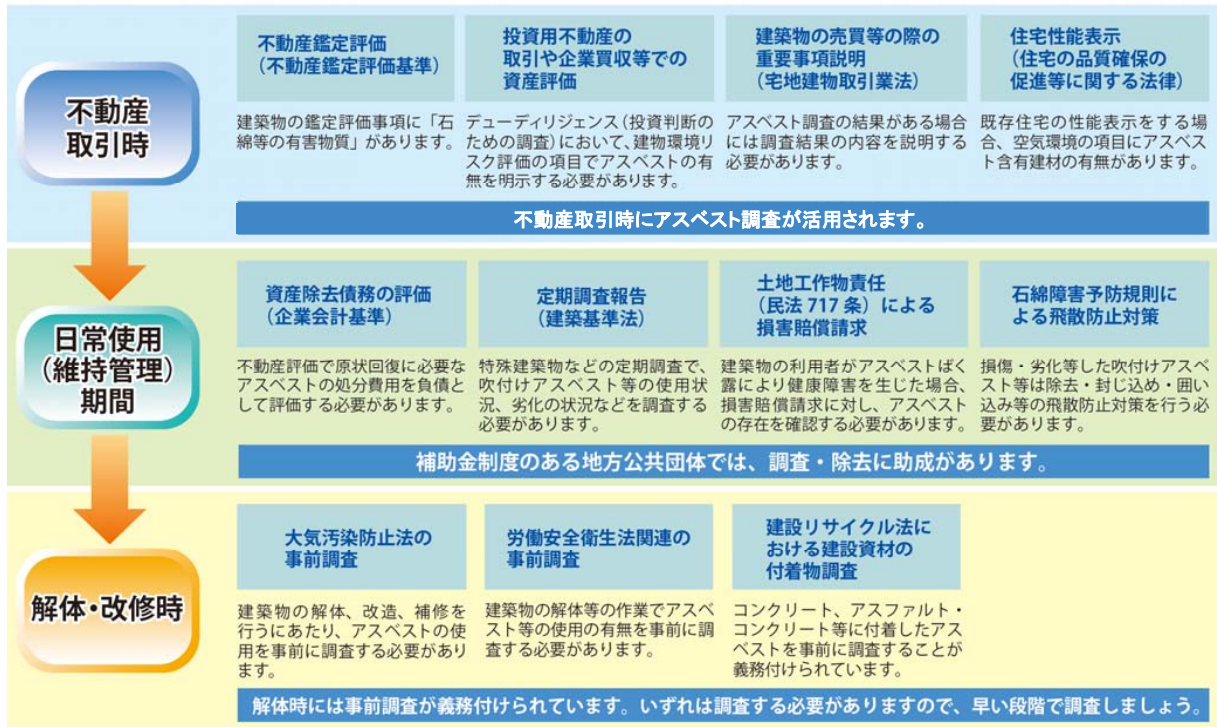 不動産
取引時
不動産鑑定評価
（不動産鑑定評価基準）
建築物の鑑定評価事項に「石
綿等の有害物質」があります。
投資用不動産の
取引や企業買収等での
資産評価
デューディリジェンス（投資判断の
ための調査）において、建物環境リ
スク評価の項目でアスベストの有
無を明示する必要があります。
建築物の売買等の際の
重要事項説明
（宅地建物取引業法）
アスベスト調査の結果がある場合
には調査結果の内容を説明する
必要があります。
住宅性能表示
（住宅の品質確保の
促進等に関する法律）
既存住宅の性能表示をする場
合、空気環境の項目にアスベス
ト含有建材の有無があります。
不動産取引時にアスベスト調査が活用されます。
日常使用
（維持管理）
期間
資産除去債務の評価
（企業会計基準）
不動産評価で原状回復に必要な
アスベストの処分費用を負債と
して評価する必要があります。
定期調査報告
（建築基準法）
特殊建築物などの定期調査で、
吹付けアスベスト等の使用状
況、劣化の状況などを調査する
必要があります。
土地工作物責任
（民法 717 条）による
損害賠償請求
建築物の利用者がアスベストばく
露により健康障害を生じた場合、
損害賠償請求に対し、アスベスト
の存在を確認する必要があります。
石綿障害予防規則に
よる飛散防止対策
損傷・劣化等した吹付けアスベ
スト等は除去・封じ込め・囲い
込み等の飛散防止対策を行う必
要があります。
補助金制度のある地方公共団体では、調査・除去に助成があります。
解体・改修時
大気汚染防止法の
事前調査
建築物の解体、改造、補修を
行うにあたり、アスベストの使
用を事前に調査する必要があり
ます。
労働安全衛生法関連の
事前調査
建築物の解体等の作業でアスベ
スト等の使用の有無を事前に調
査する必要があります。
建設リサイクル法に
おける建設資材の
付着物調査
コンクリート、アスファルト・
コンクリート等に付着したアス
ベストを事前に調査することが
義務付けられています。
解体時には事前調査が義務付けられています。いずれは調査する必要がありますので、早い段階で調査しましょう。